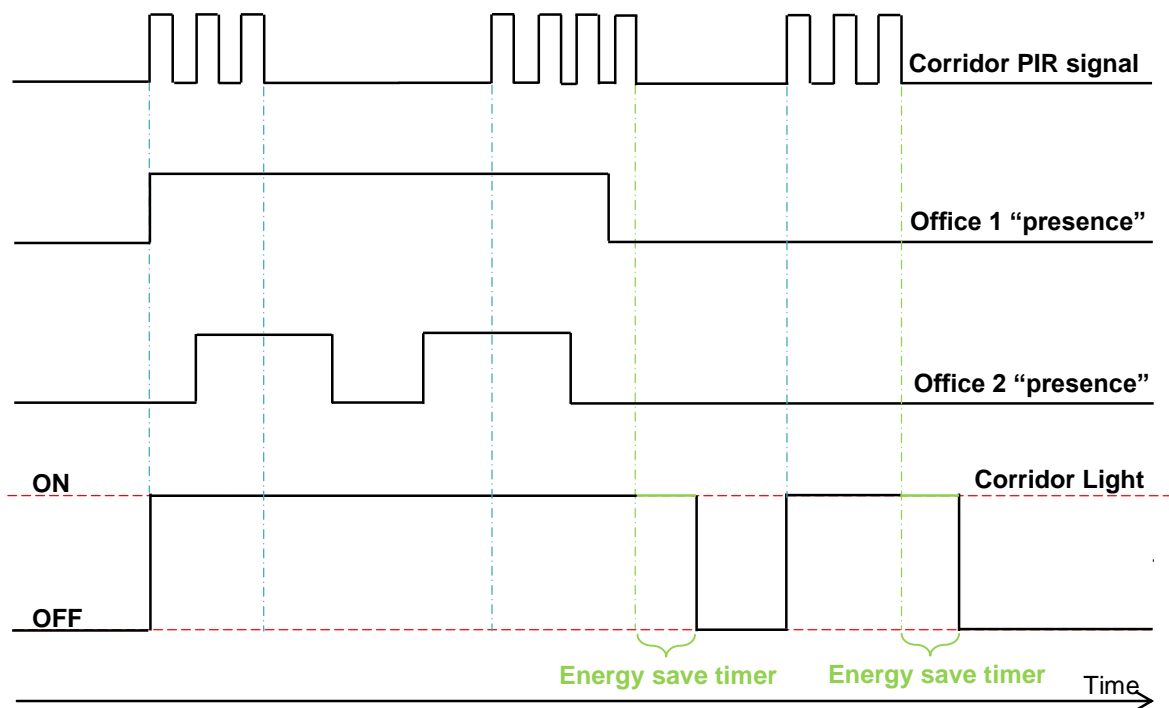 Corridor PIR signal
Office 1 “presence”
Office 2 “presence”
ON
Corridor Light
OFF
Energy save timer
Energy save timer
Time